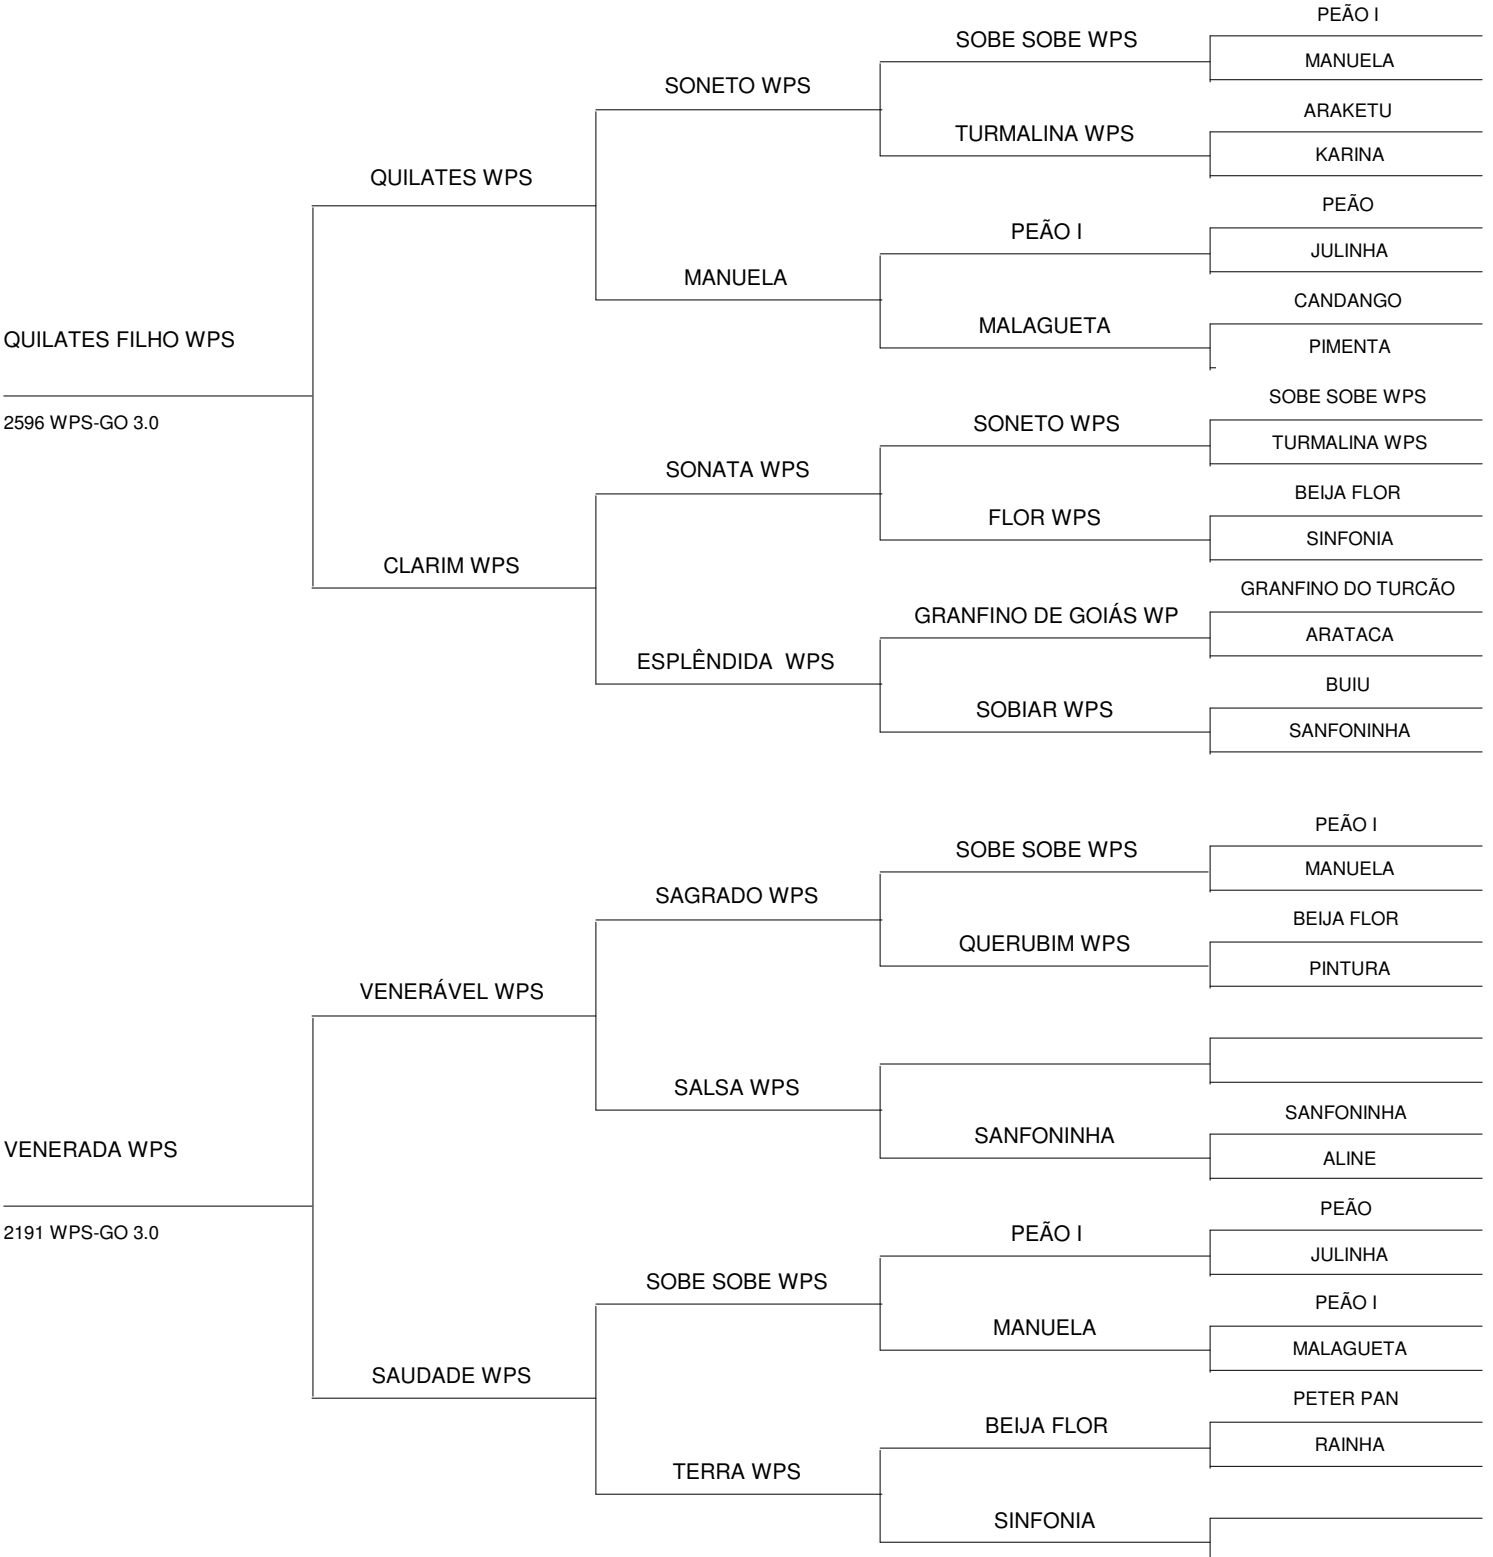 PEÃO I
SOBE SOBE WPS
MANUELA
SONETO WPS
ARAKETU
TURMALINA WPS
KARINA
QUILATES WPS
PEÃO
PEÃO I
JULINHA
MANUELA
CANDANGO
MALAGUETA
PIMENTA
QUILATES FILHO WPS
2596 WPS-GO 3.0
SOBE SOBE WPS
SONETO WPS
TURMALINA WPS
SONATA WPS
BEIJA FLOR
FLOR WPS
SINFONIA
CLARIM WPS
GRANFINO DO TURCÃO
GRANFINO DE GOIÁS WP
ARATACA
ESPLÊNDIDA  WPS
BUIU
SOBIAR WPS
SANFONINHA
PEÃO I
SOBE SOBE WPS
MANUELA
SAGRADO WPS
BEIJA FLOR
QUERUBIM WPS
PINTURA
VENERÁVEL WPS
SALSA WPS
SANFONINHA
SANFONINHA
ALINE
VENERADA WPS
2191 WPS-GO 3.0
PEÃO
PEÃO I
JULINHA
SOBE SOBE WPS
PEÃO I
MANUELA
MALAGUETA
SAUDADE WPS
PETER PAN
BEIJA FLOR
RAINHA
TERRA WPS
SINFONIA